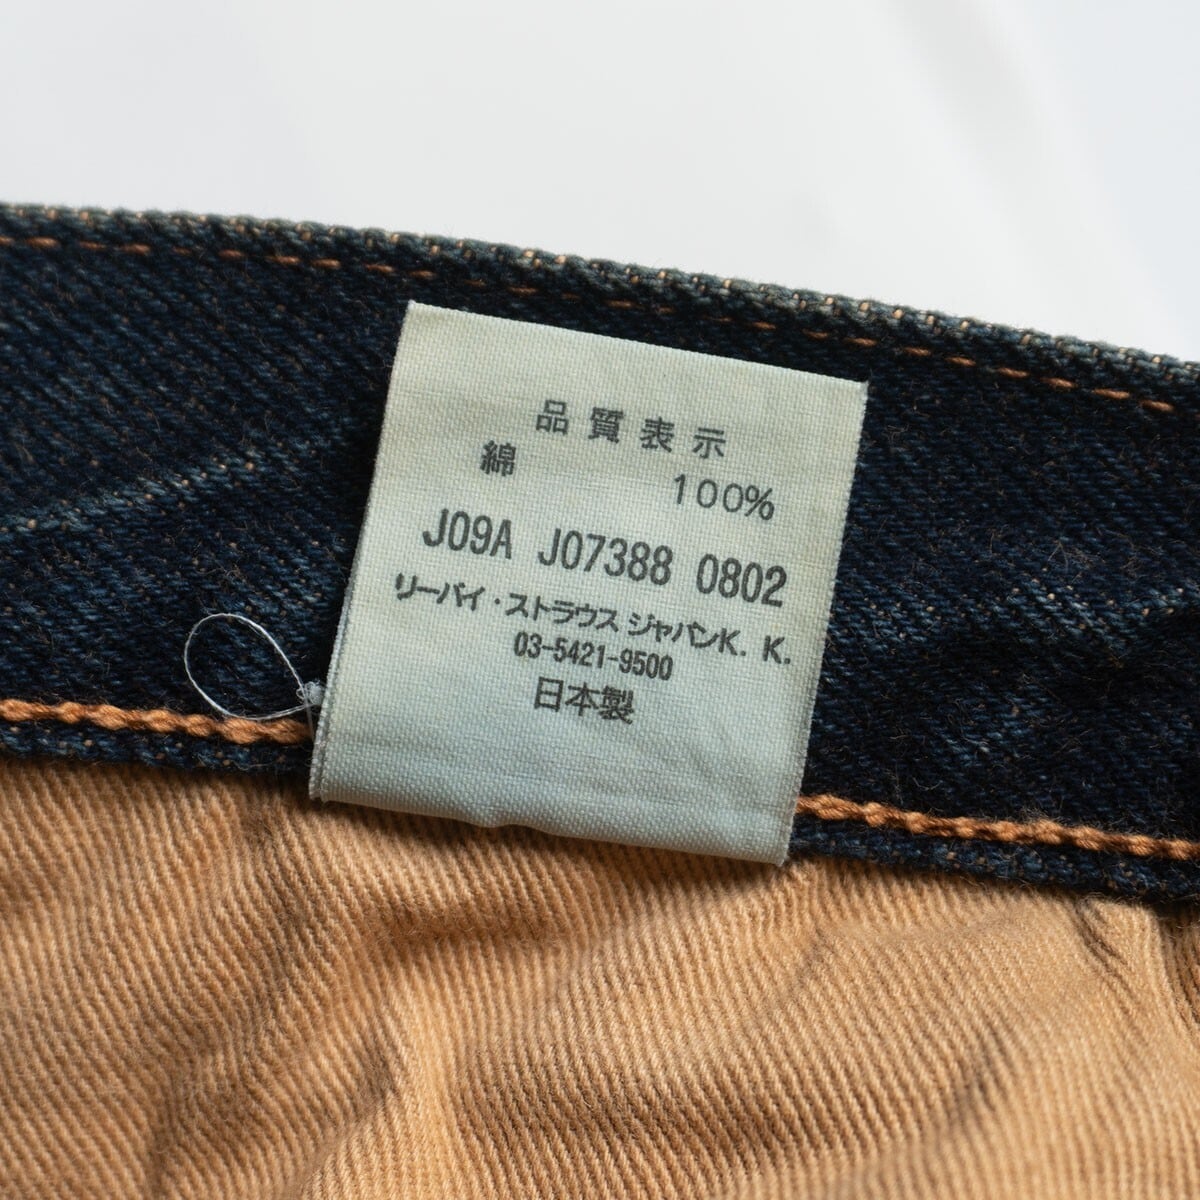 品質表示
綿 100%
J09A J07388 0802
リーバイ・ストラウス ジャパンK. K.
03-5421-9500
日本製